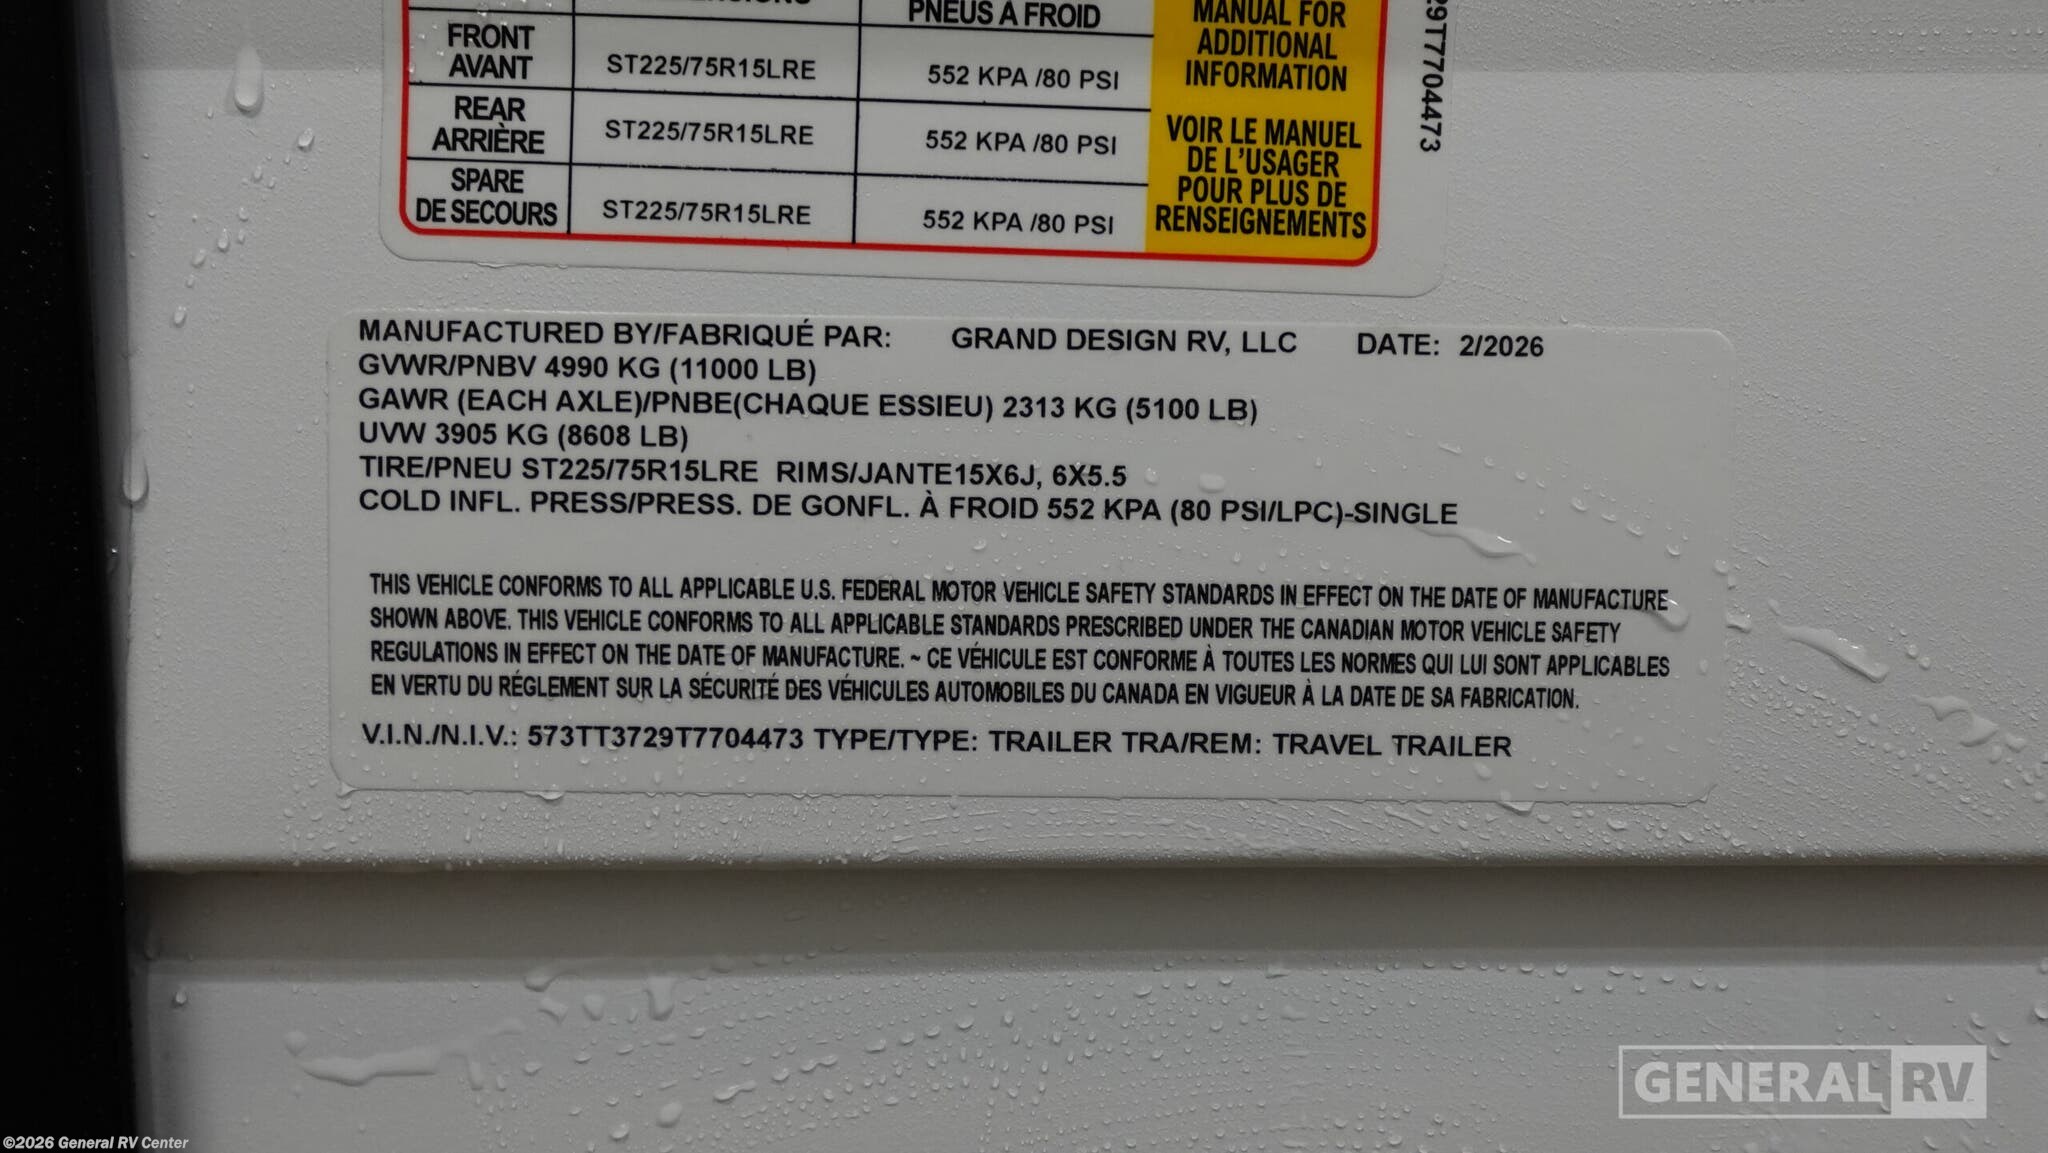 PNEUS À FROID
MANUAL FOR
ADDITIONAL
INFORMATION
FRONT
AVANT
ST225/75R15LRE
552 KPA /80 PSI
REAR
ARRIÈRE
ST225/75R15LRE
552 KPA /80 PSI
VOIR LE MANUEL
DE L'USAGER
POUR PLUS DE
RENSEIGNEMENTS
SPARE
DE SECOURS
ST225/75R15LRE
552 KPA /80 PSI
29T7704473
MANUFACTURED BY/FABRIQUÉ PAR: GRAND DESIGN RV, LLC DATE: 2/2026
GVWR/PNBV 4990 KG (11000 LB)
GAWR (EACH AXLE)/PNBE(CHAQUE ESSIEU) 2313 KG (5100 LB)
UVW 3905 KG (8608 LB)
TIRE/PNEU ST225/75R15LRE RIMS/JANTE15X6J, 6X5.5
COLD INFL. PRESS/PRESS. DE GONFL. À FROID 552 KPA (80 PSI/LPC)-SINGLE
THIS VEHICLE CONFORMS TO ALL APPLICABLE U.S. FEDERAL MOTOR VEHICLE SAFETY STANDARDS IN EFFECT ON THE DATE OF MANUFACTURE
SHOWN ABOVE. THIS VEHICLE CONFORMS TO ALL APPLICABLE STANDARDS PRESCRIBED UNDER THE CANADIAN MOTOR VEHICLE SAFETY
REGULATIONS IN EFFECT ON THE DATE OF MANUFACTURE. ~ CE VÉHICULE EST CONFORME À TOUTES LES NORMES QUI LUI SONT APPLICABLES
EN VERTU DU RÉGLEMENT SUR LA SÉCURITÉ DES VÉHICULES AUTOMOBILES DU CANADA EN VIGUEUR À LA DATE DE SA FABRICATION.
V.I.N./N.I.V.: 573TT3729T7704473 TYPE/TYPE: TRAILER TRA/REM: TRAVEL TRAILER
GENERAL RV
©2026 General RV Center